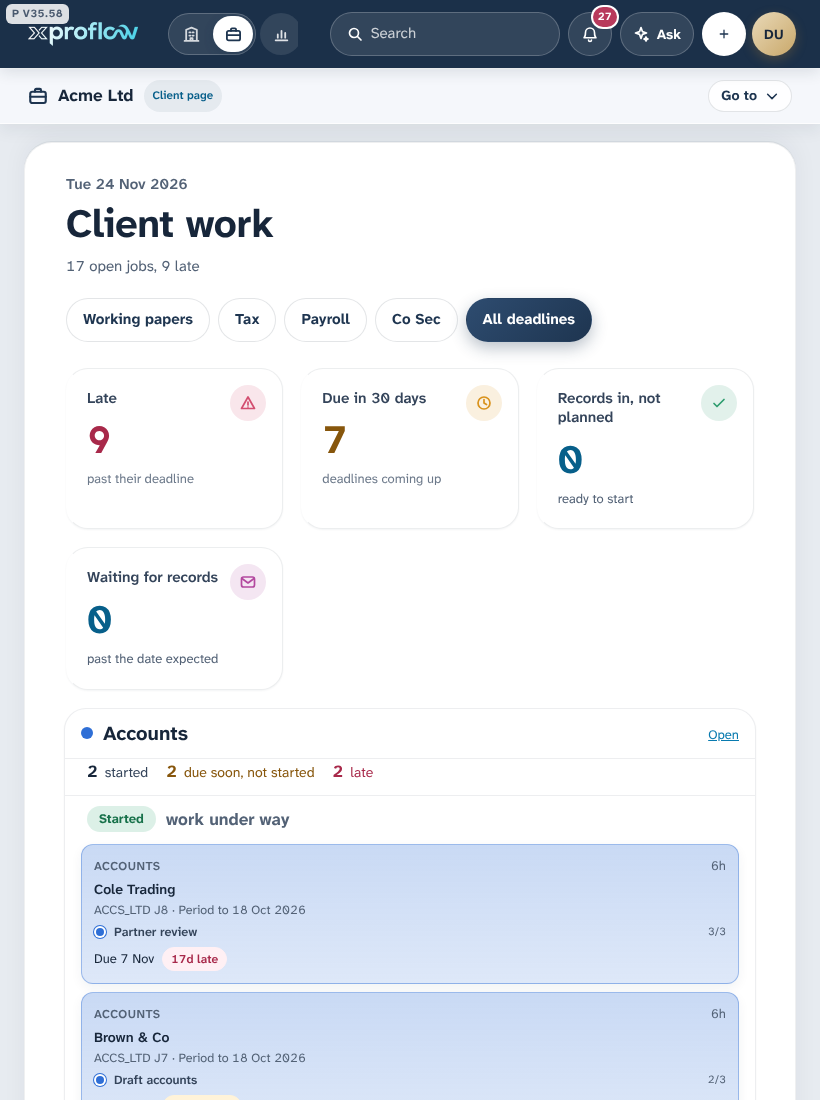 P V35.58
xproflow
Search
27
Ask
+
DU
Acme Ltd
Client page
Go to
Tue 24 Nov 2026
Client work
17 open jobs, 9 late
Working papers
Tax
Payroll
Co Sec
All deadlines
Late
9
past their deadline
Due in 30 days
7
deadlines coming up
Records in, not
planned
0
ready to start
Waiting for records
0
past the date expected
Accounts
Open
2 started 2 due soon, not started 2 late
Started work under way
ACCOUNTS 6h
Cole Trading
ACCS_LTD J8 · Period to 18 Oct 2026
Partner review 3/3
Due 7 Nov 17d late
ACCOUNTS 6h
Brown & Co
ACCS_LTD J7 · Period to 18 Oct 2026
Draft accounts 2/3